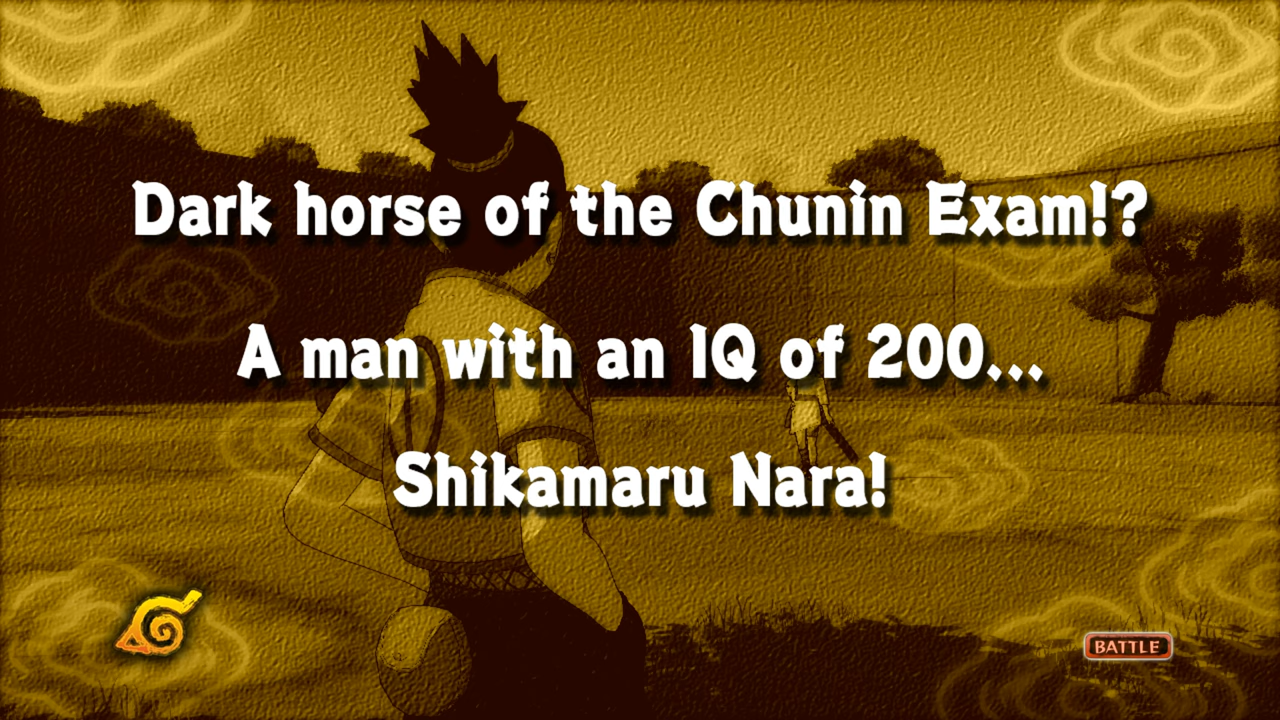 Dark horse of the Chunin Exam!?
A man with an IQ of 200...
Shikamaru Nara!
BATTLE